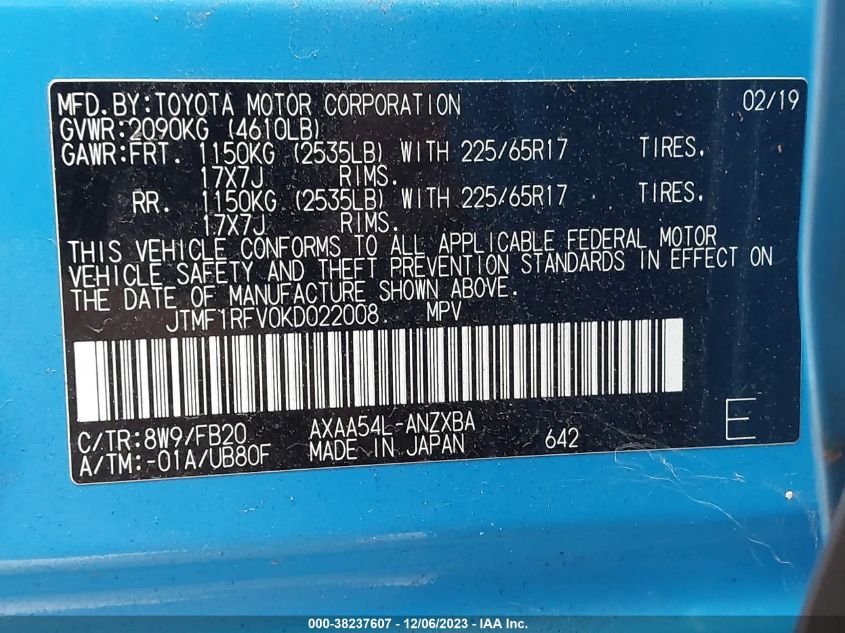 MFD.BY:TOYOTA MOTOR CORPORATION 02/19
GVWR:2090KG (4610LB)
GAWR:FRT. 1150KG (2535LB) WITH 225/65R17 TIRES.
17X7J RIMS.
RR. 1150KG (2535LB) WITH 225/65R17 TIRES.
17X7J RIMS.
THIS VEHICLE CONFORMS TO ALL APPLICABLE FEDERAL MOTOR
VEHICLE SAFETY AND THEFT PREVENTION STANDARDS IN EFFECT ON
THE DATE OF MANUFACTURE SHOWN ABOVE.
JTMF1RFV0KD022008. MPV
C/TR:8W9/FB20 AXAA54L-ANZXBA 642 E
A/TM:-01A/UB80F MADE IN JAPAN
000-38237607 - 12/06/2023 - IAA Inc.